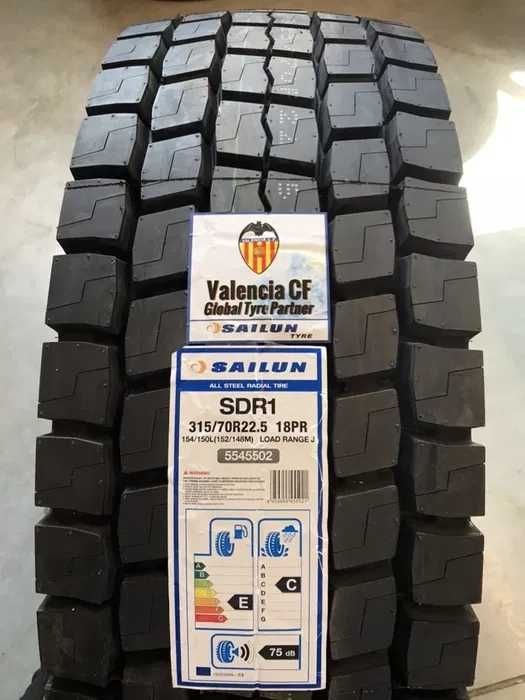 Valencia CF
Global Tyre Partner
SAILUN
TYRE
SAILUN
ALL STEEL RADIAL TIRE
SDR1
315/70R22.5 18PR
154/150L(152/148M) LOAD RANGE J
5545502
WARNING
A
B
E
G
A
B
C
D
E
F
G
C
75 dB